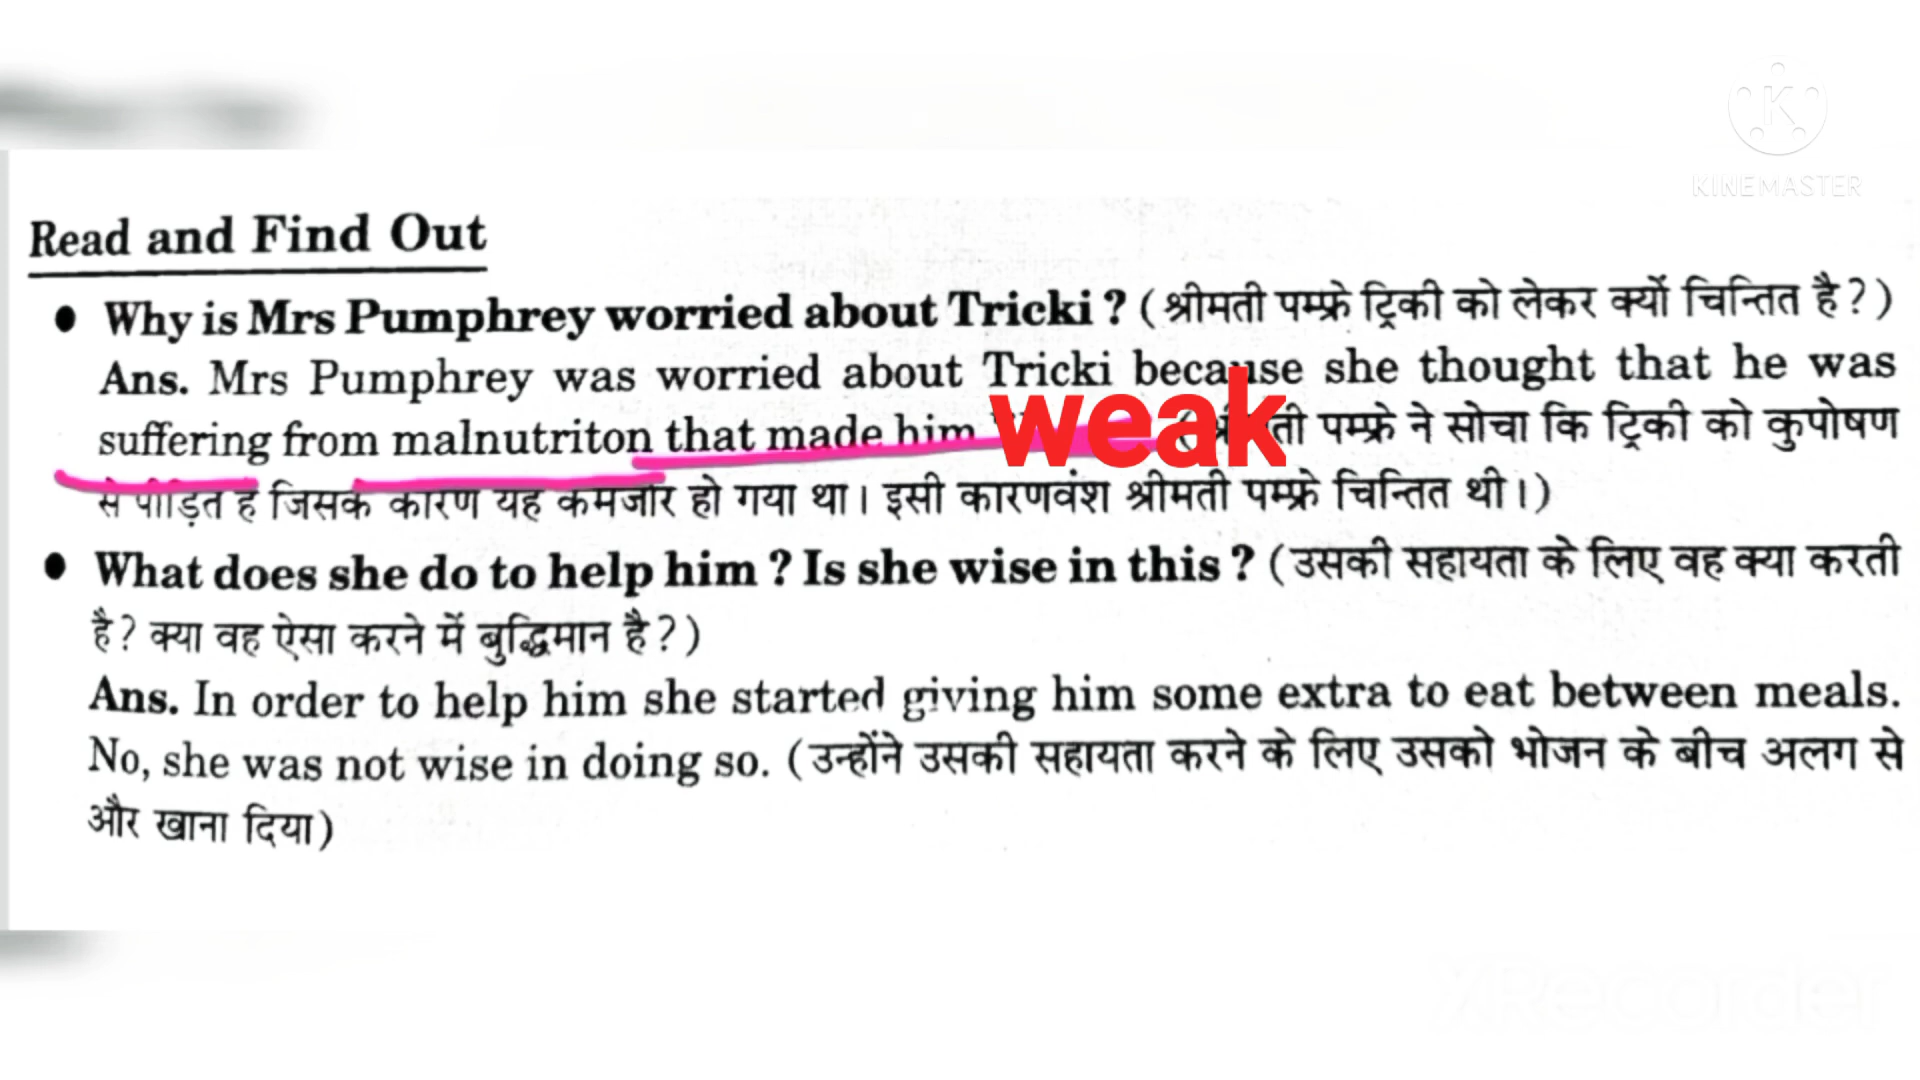 KINEMASTER
Read and Find Out
• Why is Mrs Pumphrey worried about Tricki ? ( श्रीमती पम्फ्रे ट्रिकी को लेकर क्यों चिन्तित है ? )
Ans. Mrs Pumphrey was worried about Tricki because she thought that he was
suffering from malnutriton that made him weak ( श्रीमती पम्फ्रे ने सोचा कि ट्रिकी को कुपोषण
से पीड़ित है जिसके कारण यह कमजोर हो गया था। इसी कारणवंश श्रीमती पम्फ्रे चिन्तित थी।)
• What does she do to help him ? Is she wise in this ? ( उसकी सहायता के लिए वह क्या करती
है ? क्या वह ऐसा करने में बुद्धिमान है ? )
Ans. In order to help him she started giving him some extra to eat between meals.
No, she was not wise in doing so. ( उन्होंने उसकी सहायता करने के लिए उसको भोजन के बीच अलग से
और खाना दिया)
XRecorder